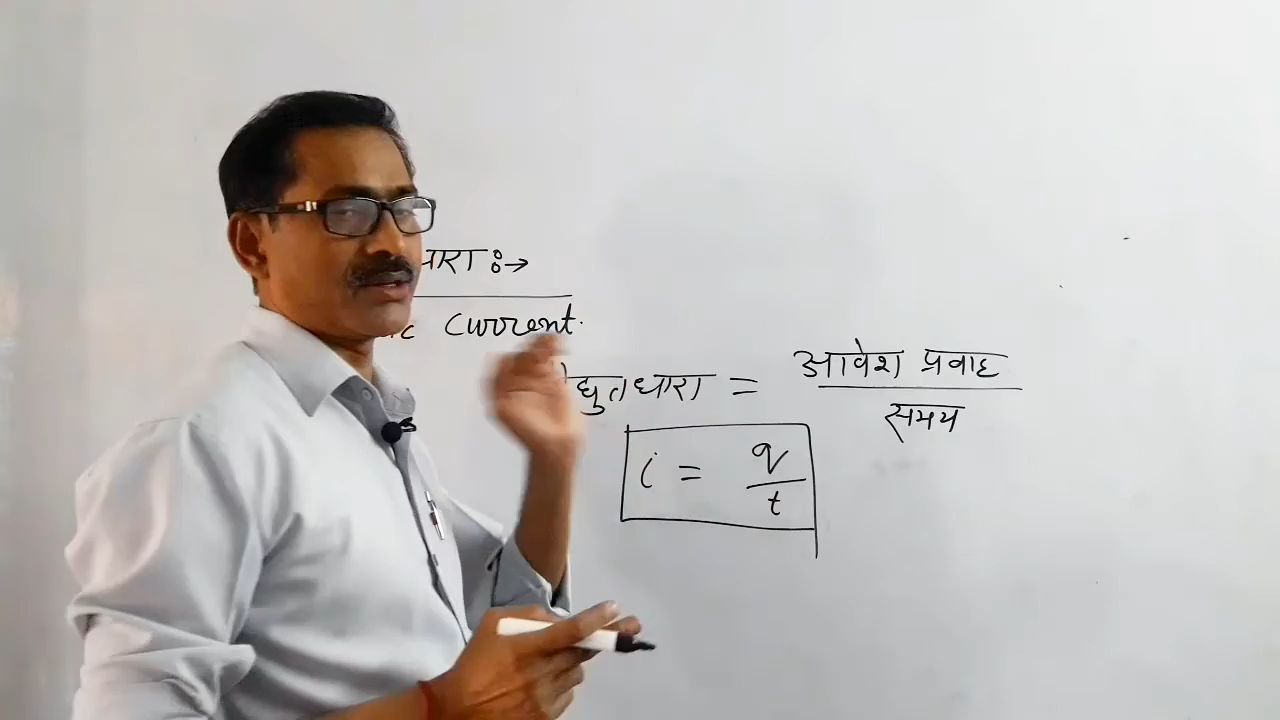 धारा :→
Current.
विद्युतधारा = आवेश प्रवाह / समय
i = q / t